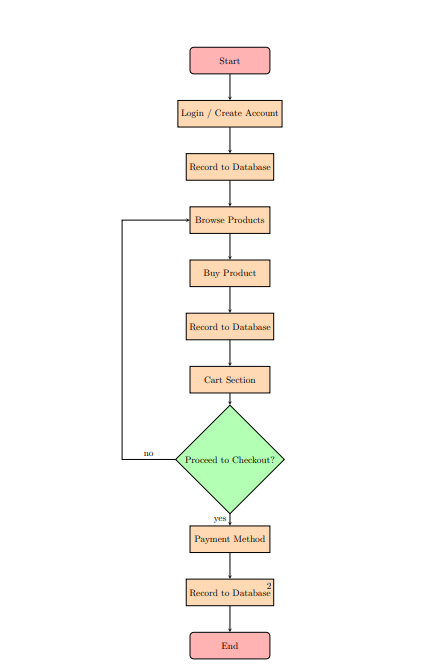 Start
Login / Create Account
Record to Database
Browse Products
Buy Product
Record to Database
Cart Section
Proceed to Checkout?
no
yes
Payment Method
2
Record to Database
End